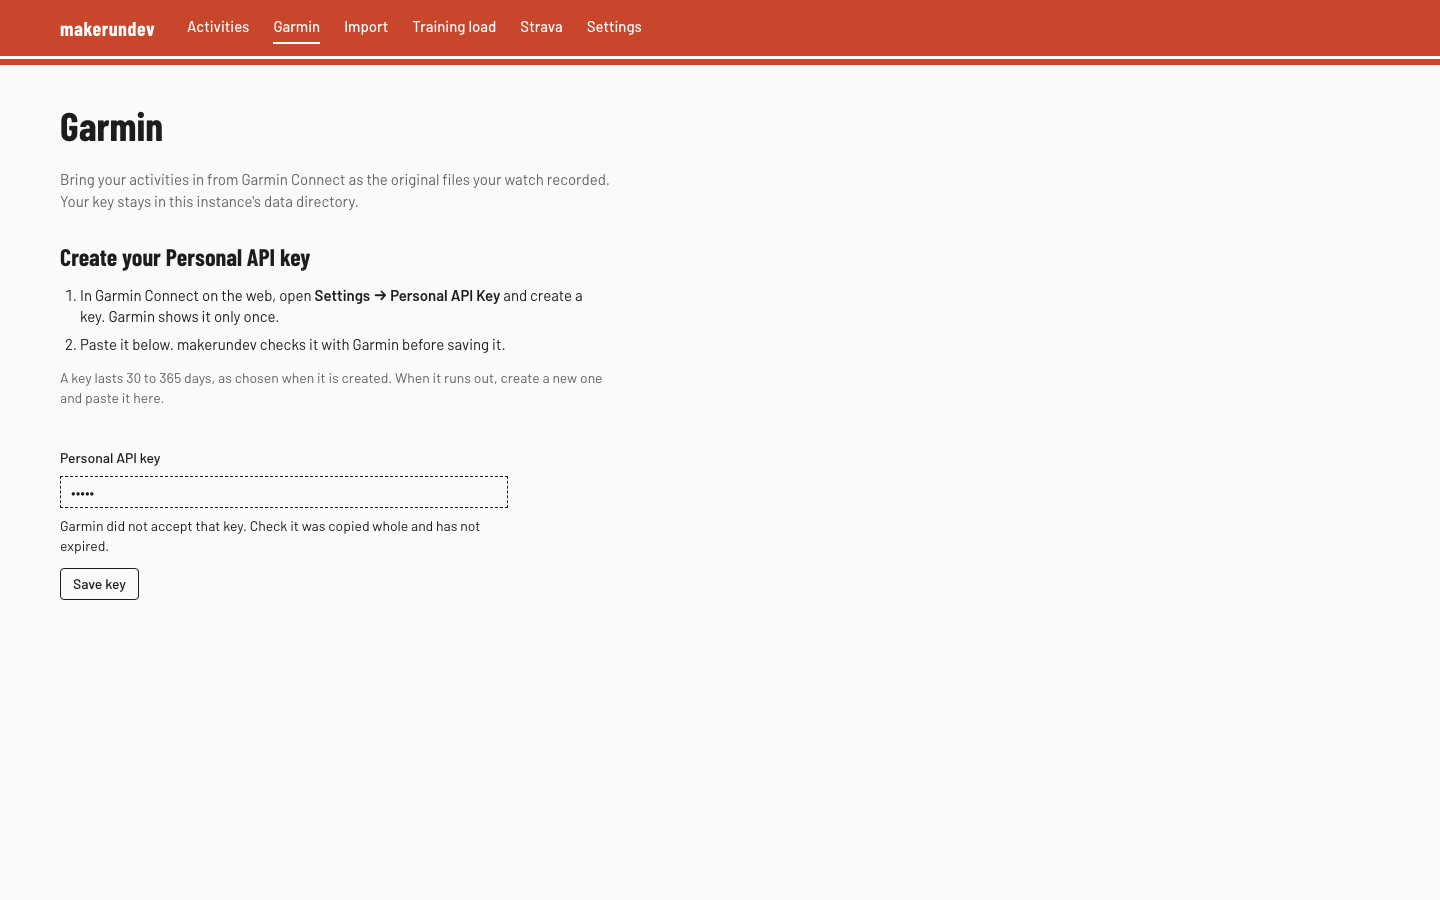 makerundev
Activities
Garmin
Import
Training load
Strava
Settings
Garmin
Bring your activities in from Garmin Connect as the original files your watch recorded.
Your key stays in this instance's data directory.
Create your Personal API key
1. In Garmin Connect on the web, open Settings → Personal API Key and create a
key. Garmin shows it only once.
2. Paste it below. makerundev checks it with Garmin before saving it.
A key lasts 30 to 365 days, as chosen when it is created. When it runs out, create a new one
and paste it here.
Personal API key
•••••
Garmin did not accept that key. Check it was copied whole and has not
expired.
Save key